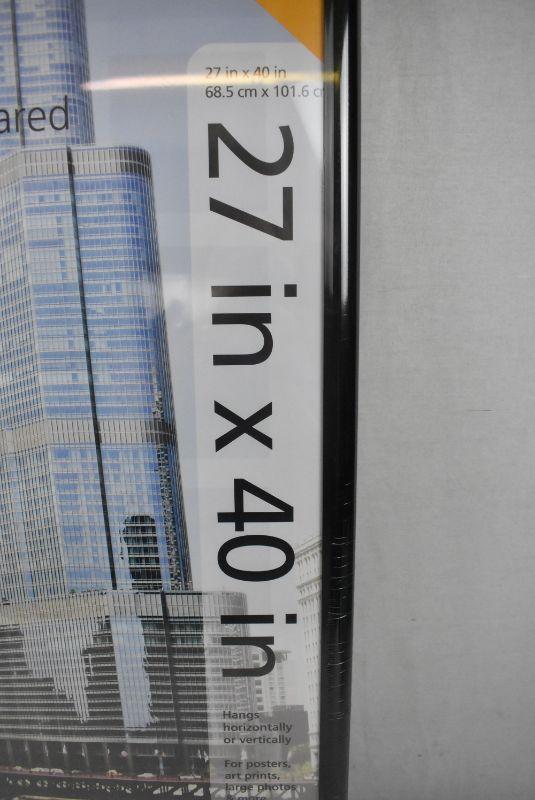 27 in x 40 in
68.5 cm x 101.6 c
ared
27 in x 40 in
Hangs
horizontally
or vertically
For posters,
art prints,
large photos
& more